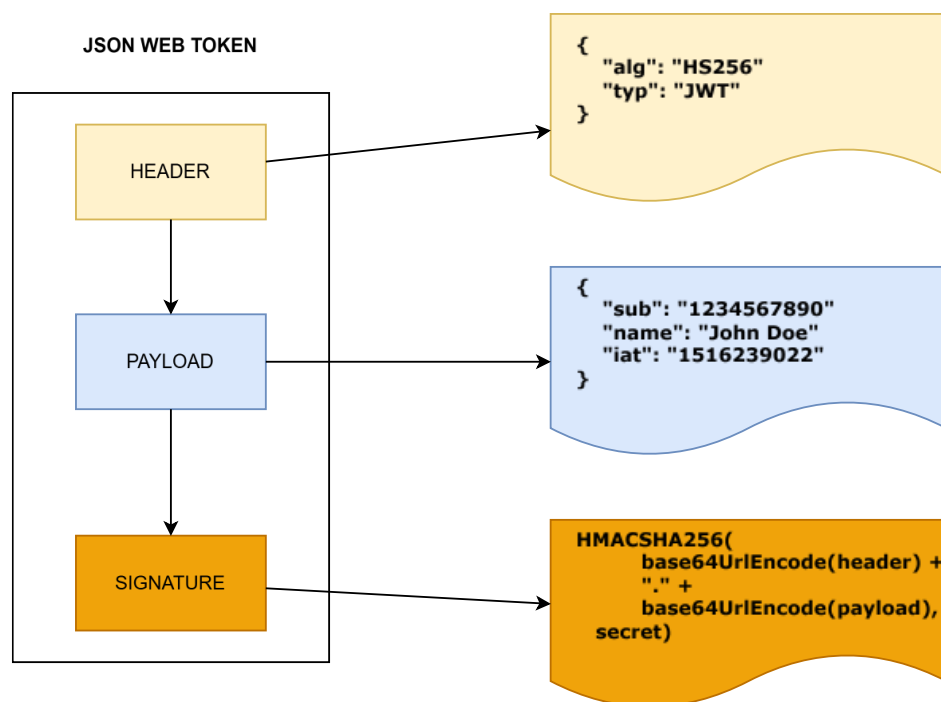 JSON WEB TOKEN
HEADER
PAYLOAD
SIGNATURE
{
"alg": "HS256"
"typ": "JWT"
}
{
"sub": "1234567890"
"name": "John Doe"
"iat": "1516239022"
}
HMACSHA256(
base64UrlEncode(header) +
"." +
base64UrlEncode(payload),
secret)